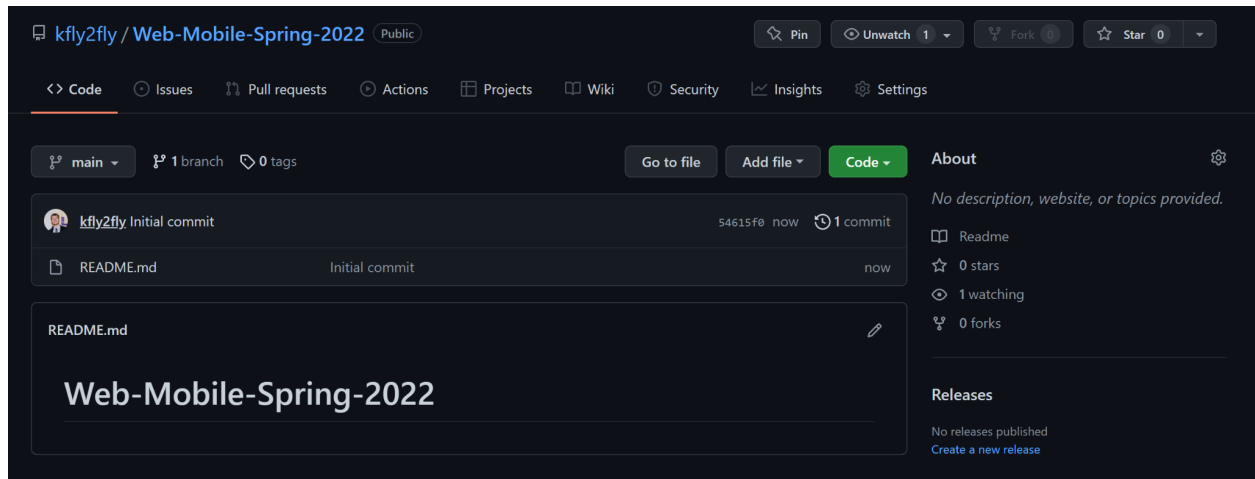 kfly2fly / Web-Mobile-Spring-2022 Public
Pin Unwatch 1 Fork 0 Star 0
<> Code Issues Pull requests Actions Projects Wiki Security Insights Settings
main 1 branch 0 tags Go to file Add file Code
kfly2fly Initial commit 54615f0 now 1 commit
README.md Initial commit now
README.md
Web-Mobile-Spring-2022
About
No description, website, or topics provided.
Readme
0 stars
1 watching
0 forks
Releases
No releases published
Create a new release